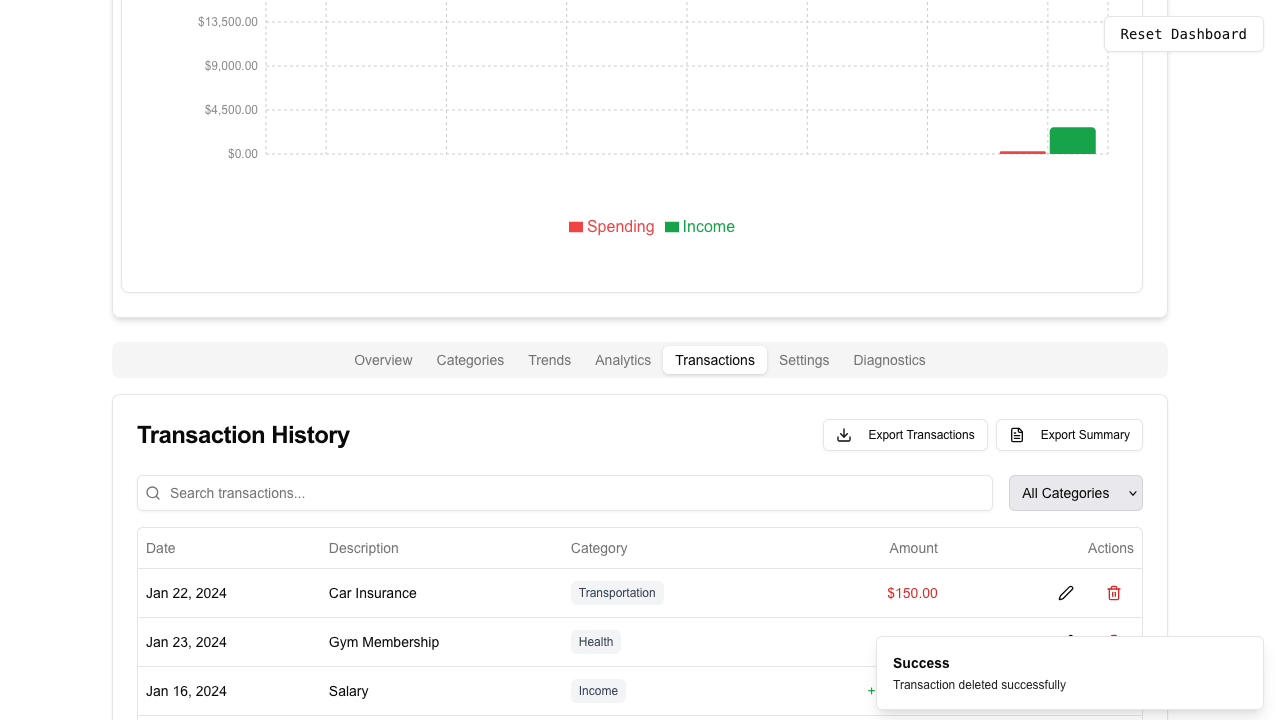 $13,500.00
Reset Dashboard
$9,000.00
$4,500.00
$0.00
Spending Income
Overview Categories Trends Analytics Transactions Settings Diagnostics
Transaction History
Export Transactions Export Summary
Search transactions... All Categories
Date Description Category Amount Actions
Jan 22, 2024 Car Insurance Transportation $150.00
Jan 23, 2024 Gym Membership Health
Success
Transaction deleted successfully
Jan 16, 2024 Salary Income +